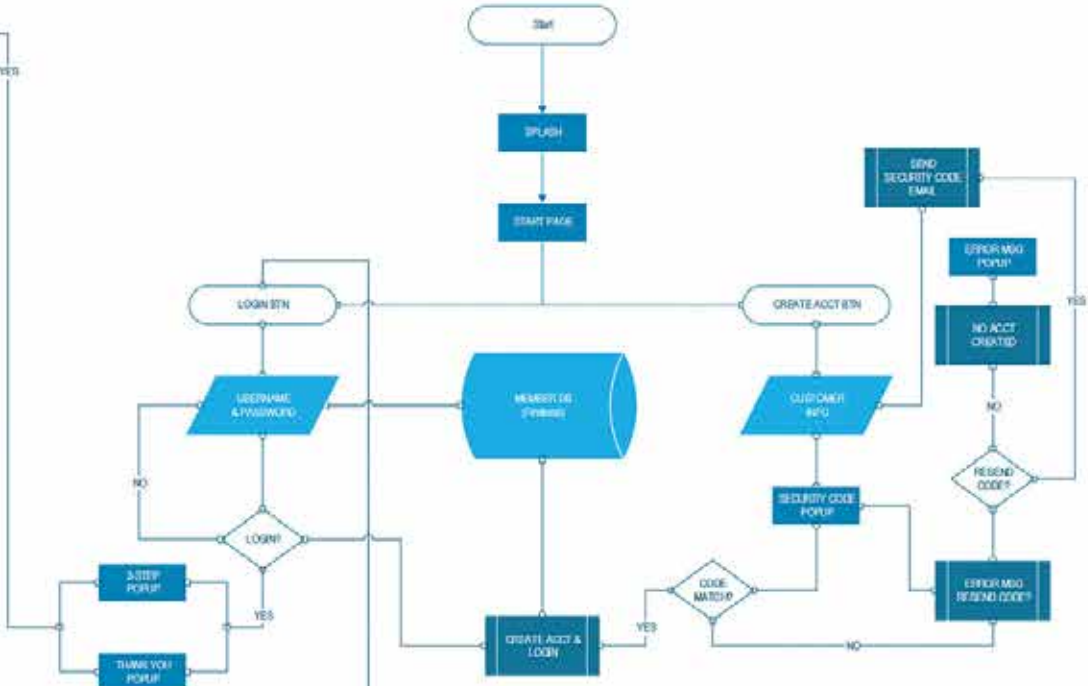 Start
YES
SPLASH
SEND
SECURITY CODE
EMAIL
START PAGE
ERROR MSG
POPUP
LOGIN BTN
CREATE ACCT BTN
YES
NO ACCT
CREATED
USERNAME
& PASSWORD
MEMBER DB
CUSTOMER
INFO
NO
NO
RESEND
CODE?
SECURITY CODE
POPUP
LOGIN?
2-STEP
POPUP
CODE
MATCH?
ERROR MSG
RESEND CODE?
YES
YES
CREATE ACCT &
LOGIN
NO
THANK YOU
POPUP